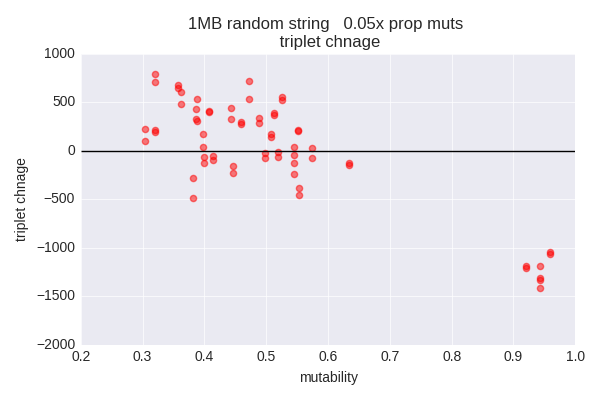 1MB random string   0.05x prop muts
triplet chnage
1000
500
0
−500
−1000
−1500
−2000
triplet chnage
0.2 0.3 0.4 0.5 0.6 0.7 0.8 0.9 1.0
mutability